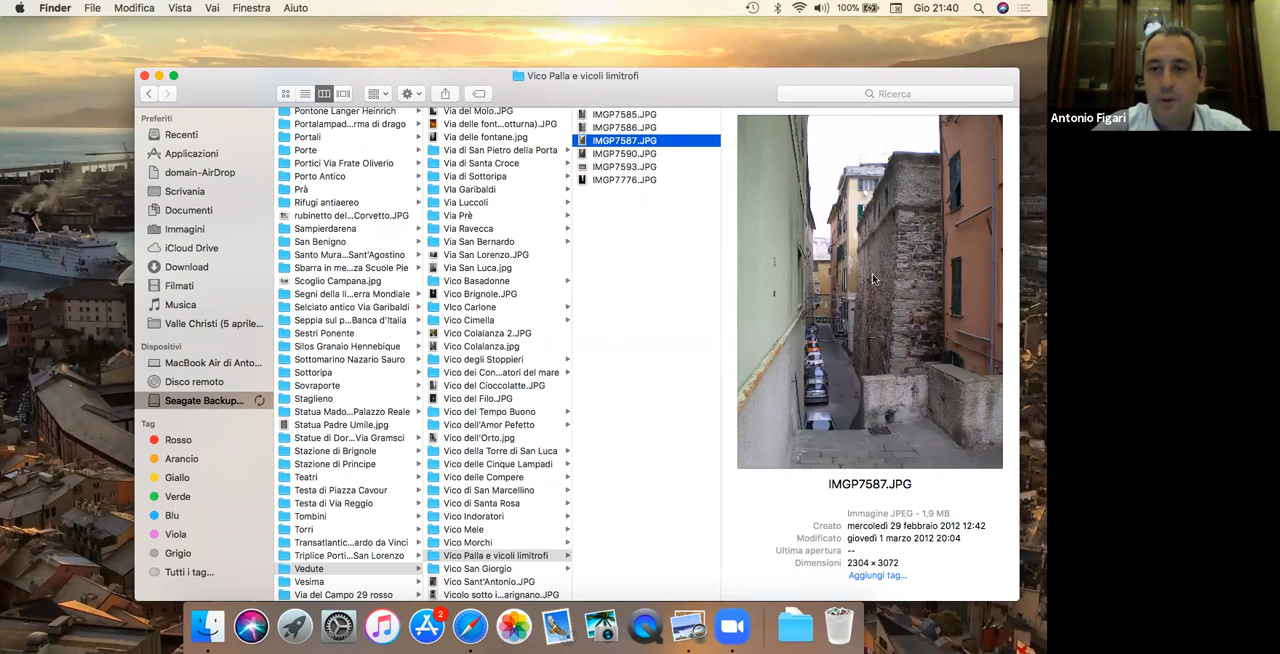 Finder File Modifica Vista Vai Finestra Aiuto
100% Gio 21:40
Antonio Figari
Vico Palla e vicoli limitrofi
Ricerca
Preferiti
Recenti
Applicazioni
domain-AirDrop
Scrivania
Documenti
Immagini
iCloud Drive
Download
Filmati
Musica
Valle Christi (5 aprile...
Dispositivi
MacBook Air di Anto...
Disco remoto
Seagate Backup...
Tag
Rosso
Arancio
Giallo
Verde
Blu
Viola
Grigio
Tutti i tag...
Pontone Langer Heinrich
Portalampad...rma di drago
Portali
Porte
Portici Via Frate Oliverio
Porto Antico
Prà
Rifugi antiaereo
rubinetto del...Corvetto.JPG
Sampierdarena
San Benigno
Santo Mura...Sant'Agostino
Sbarra in me...za Scuole Pie
Scoglio Campana.jpg
Segni della II...erra Mondiale
Selciato antico Via Garibaldi
Seppia sul p...Banca d'Italia
Sestri Ponente
Silos Granaio Hennebique
Sottomarino Nazario Sauro
Sottoripa
Sovraporte
Staglieno
Statua Mado...Palazzo Reale
Statua Padre Umile.jpg
Statue di Dor...Via Gramsci
Stazione di Brignole
Stazione di Principe
Teatri
Testa di Piazza Cavour
Testa di Via Reggio
Tombini
Torri
Transatlantic...ardo da Vinci
Triplice Porti...San Lorenzo
Vedute
Vesima
Via del Campo 29 rosso
Via del Molo.JPG
Via delle font...otturna).JPG
Via delle fontane.jpg
Via di San Pietro della Porta
Via di Santa Croce
Via di Sottoripa
VIa Garibaldi
Via Luccoli
Via Prè
Via Ravecca
Via San Bernardo
Via San Lorenzo.JPG
Via San Luca.jpg
Vico Basadonne
Vico Brignole.JPG
VIco Carlone
Vico Cimella
Vico Colalanza 2.JPG
Vico Colalanza.jpg
Vico degli Stoppieri
Vico dei Con...atori del mare
Vico del Cioccolatte.JPG
Vico del Filo.JPG
Vico del Tempo Buono
Vico dell'Amor Pefetto
Vico dell'Orto.jpg
Vico della Torre di San Luca
Vico delle Cinque Lampadi
Vico delle Compere
Vico di San Marcellino
Vico di Santa Rosa
Vico Indoratori
Vico Mele
Vico Morchi
Vico Palla e vicoli limitrofi
Vico San Giorgio
Vico Sant'Antonio.JPG
Vicolo sotto i...arignano.JPG
IMGP7585.JPG
IMGP7586.JPG
IMGP7587.JPG
IMGP7590.JPG
IMGP7593.JPG
IMGP7776.JPG
IMGP7587.JPG
Immagine JPEG - 1,9 MB
Creato mercoledì 29 febbraio 2012 12:42
Modificato giovedì 1 marzo 2012 20:04
Ultima apertura --
Dimensioni 2304 × 3072
Aggiungi tag...
2